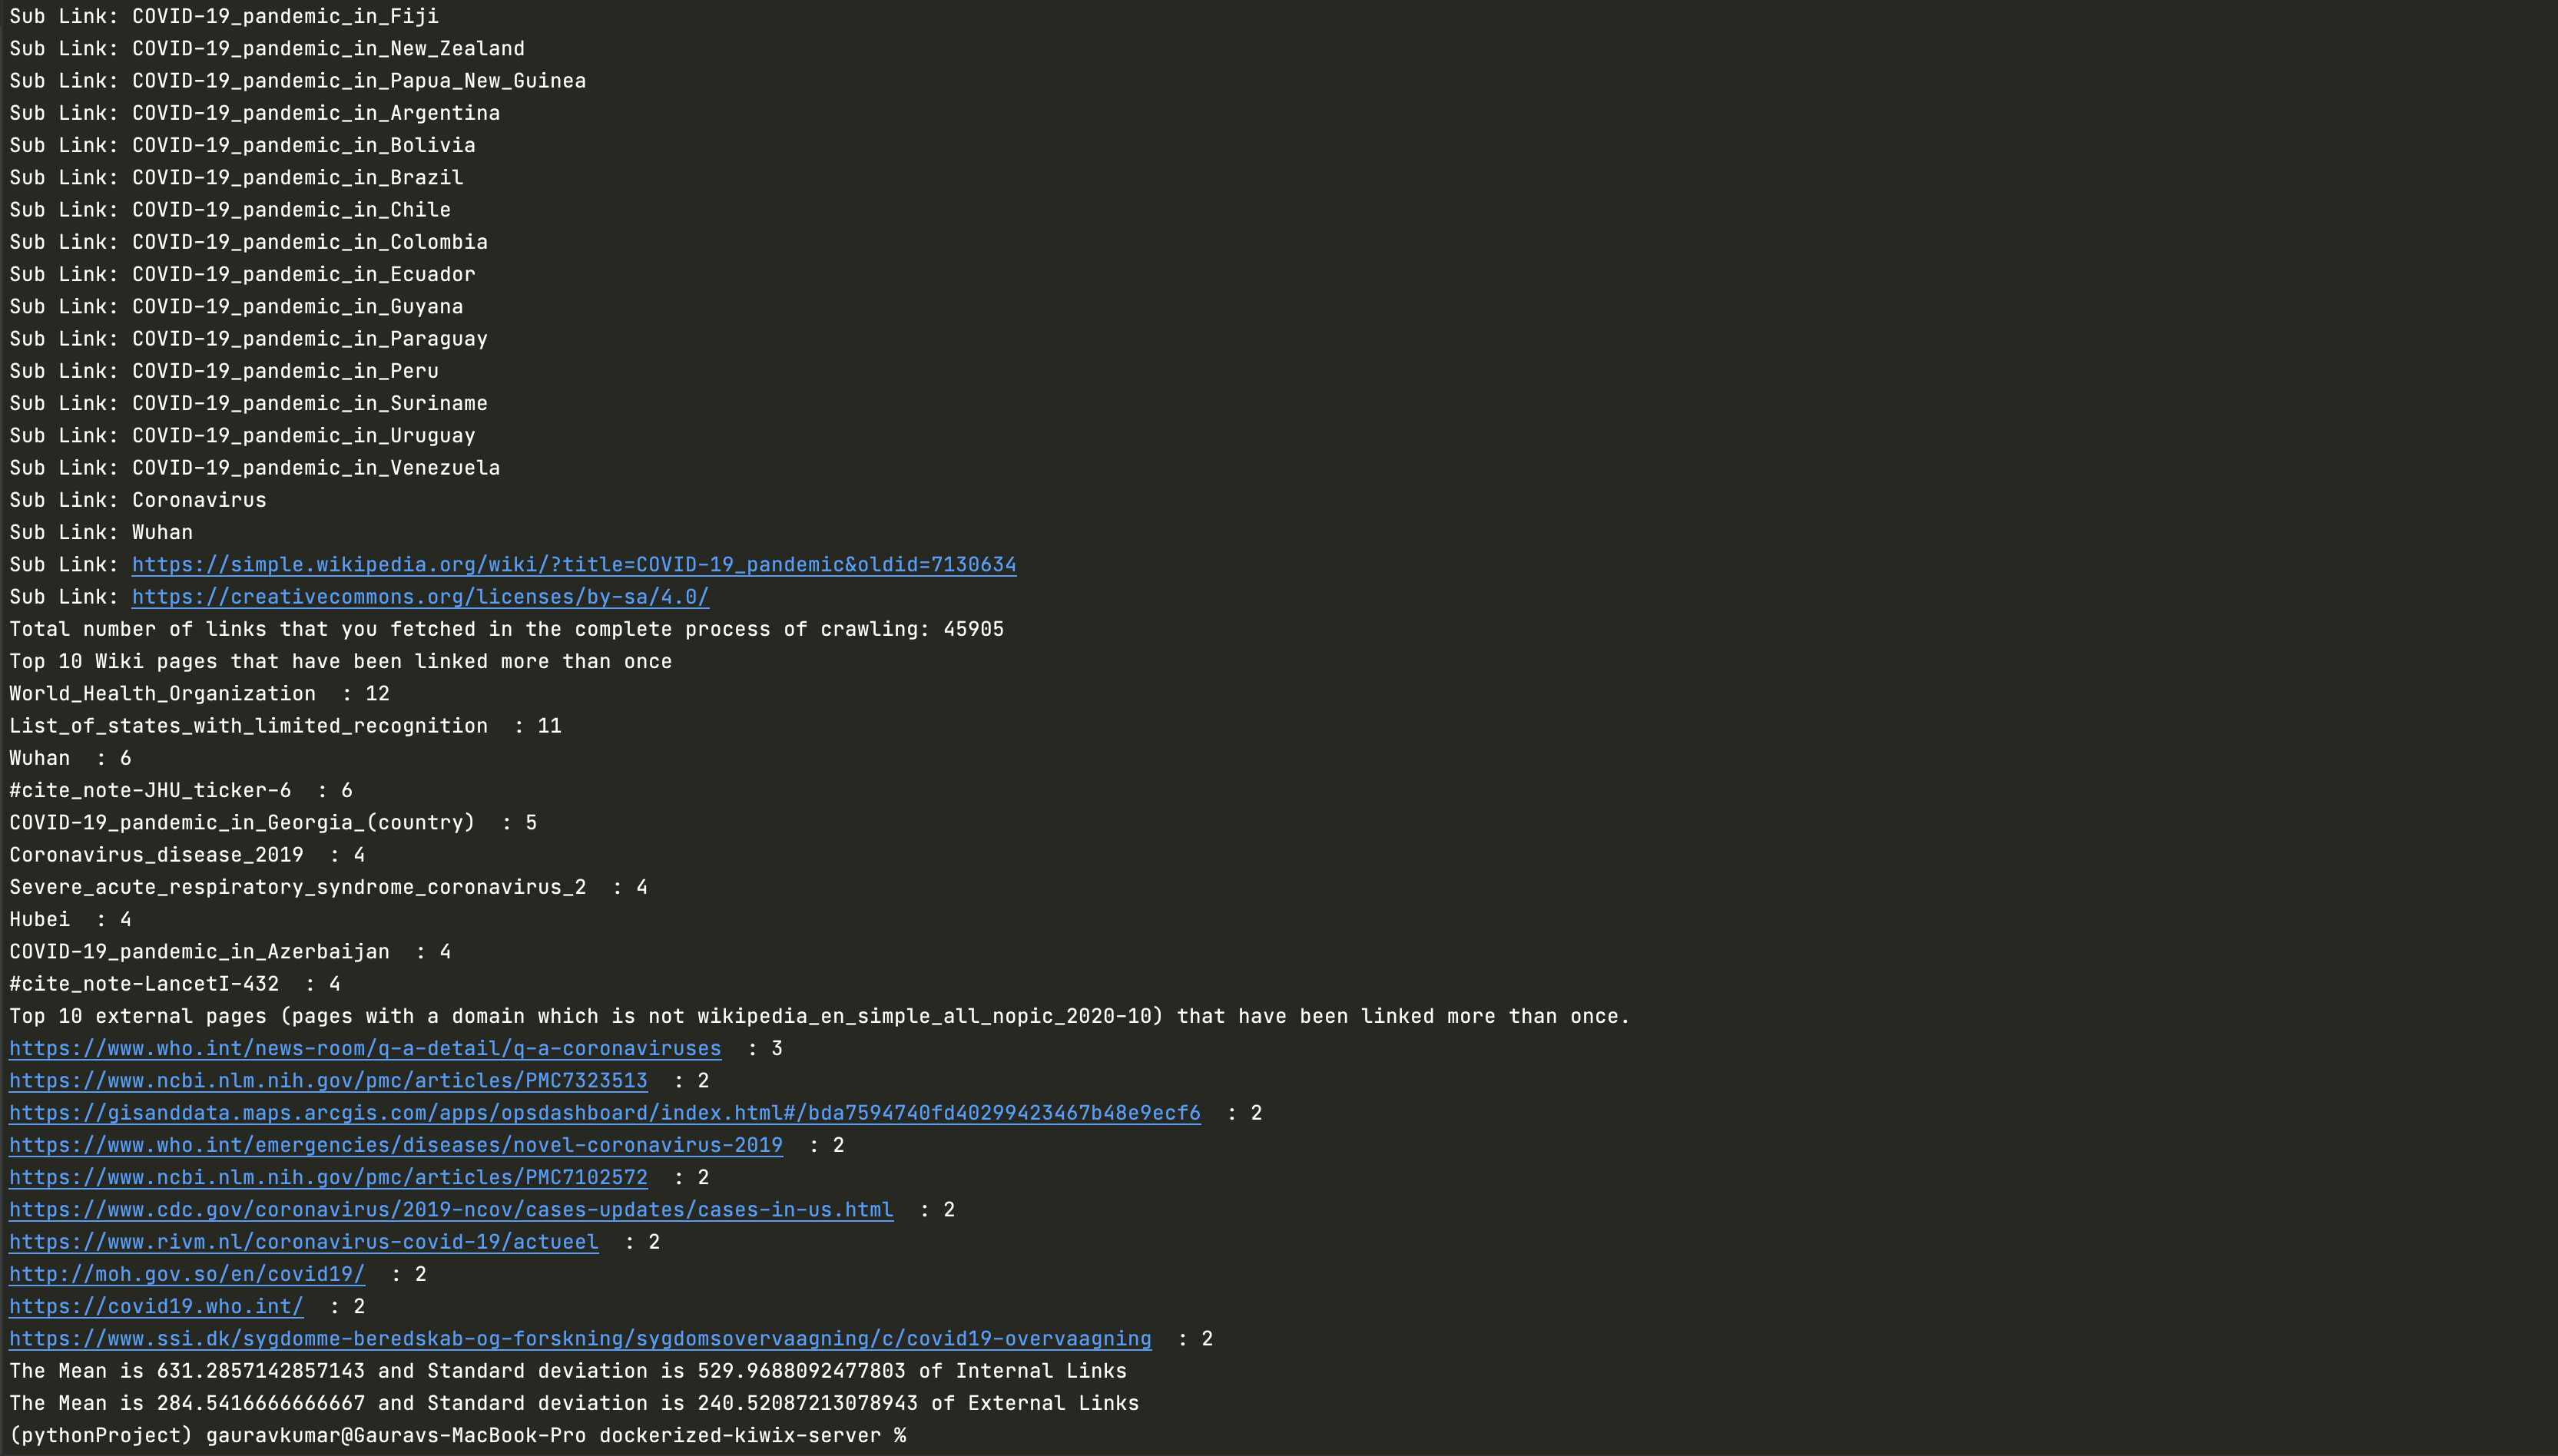 Sub Link: COVID-19_pandemic_in_Fiji
Sub Link: COVID-19_pandemic_in_New_Zealand
Sub Link: COVID-19_pandemic_in_Papua_New_Guinea
Sub Link: COVID-19_pandemic_in_Argentina
Sub Link: COVID-19_pandemic_in_Bolivia
Sub Link: COVID-19_pandemic_in_Brazil
Sub Link: COVID-19_pandemic_in_Chile
Sub Link: COVID-19_pandemic_in_Colombia
Sub Link: COVID-19_pandemic_in_Ecuador
Sub Link: COVID-19_pandemic_in_Guyana
Sub Link: COVID-19_pandemic_in_Paraguay
Sub Link: COVID-19_pandemic_in_Peru
Sub Link: COVID-19_pandemic_in_Suriname
Sub Link: COVID-19_pandemic_in_Uruguay
Sub Link: COVID-19_pandemic_in_Venezuela
Sub Link: Coronavirus
Sub Link: Wuhan
Sub Link: https://simple.wikipedia.org/wiki/?title=COVID-19_pandemic&oldid=7130634
Sub Link: https://creativecommons.org/licenses/by-sa/4.0/
Total number of links that you fetched in the complete process of crawling: 45905
Top 10 Wiki pages that have been linked more than once
World_Health_Organization  : 12
List_of_states_with_limited_recognition  : 11
Wuhan  : 6
#cite_note-JHU_ticker-6  : 6
COVID-19_pandemic_in_Georgia_(country)  : 5
Coronavirus_disease_2019  : 4
Severe_acute_respiratory_syndrome_coronavirus_2  : 4
Hubei  : 4
COVID-19_pandemic_in_Azerbaijan  : 4
#cite_note-LancetI-432  : 4
Top 10 external pages (pages with a domain which is not wikipedia_en_simple_all_nopic_2020-10) that have been linked more than once.
https://www.who.int/news-room/q-a-detail/q-a-coronaviruses  : 3
https://www.ncbi.nlm.nih.gov/pmc/articles/PMC7323513  : 2
https://gisanddata.maps.arcgis.com/apps/opsdashboard/index.html#/bda7594740fd40299423467b48e9ecf6  : 2
https://www.who.int/emergencies/diseases/novel-coronavirus-2019  : 2
https://www.ncbi.nlm.nih.gov/pmc/articles/PMC7102572  : 2
https://www.cdc.gov/coronavirus/2019-ncov/cases-updates/cases-in-us.html  : 2
https://www.rivm.nl/coronavirus-covid-19/actueel  : 2
http://moh.gov.so/en/covid19/  : 2
https://covid19.who.int/  : 2
https://www.ssi.dk/sygdomme-beredskab-og-forskning/sygdomsovervaagning/c/covid19-overvaagning  : 2
The Mean is 631.2857142857143 and Standard deviation is 529.9688092477803 of Internal Links
The Mean is 284.5416666666667 and Standard deviation is 240.52087213078943 of External Links
(pythonProject) gauravkumar@Gauravs-MacBook-Pro dockerized-kiwix-server %